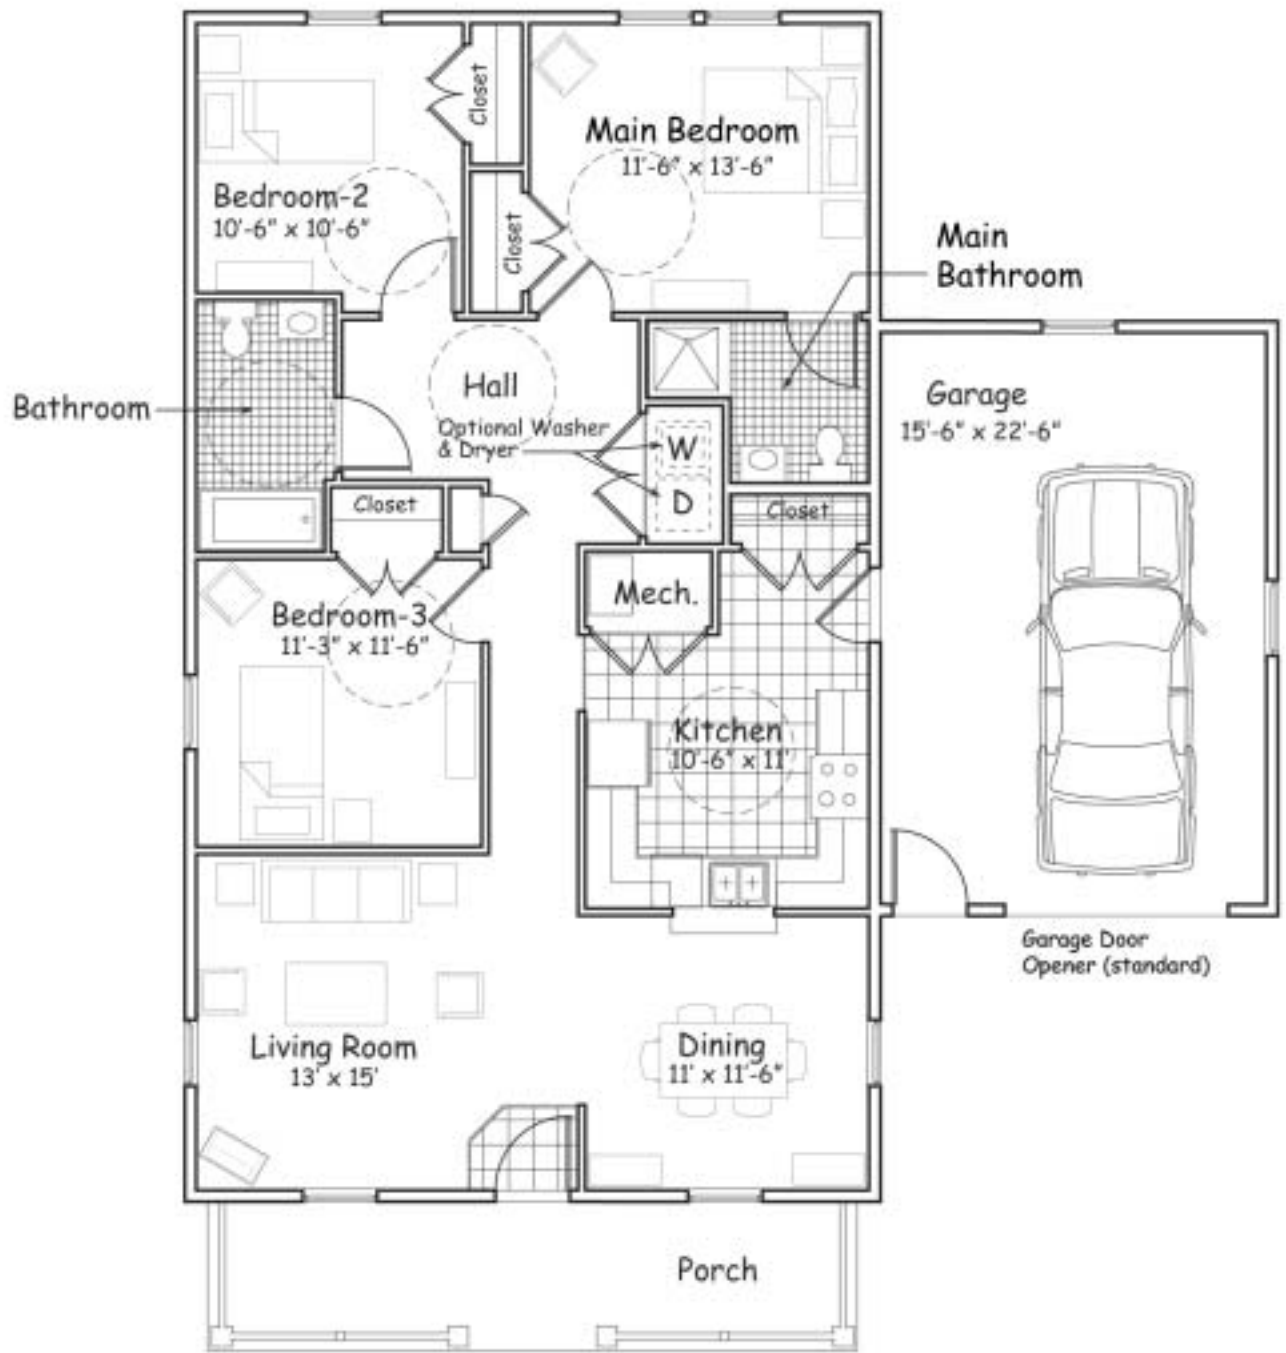 Closet
Main Bedroom
11'-6" x 13'-6"
Bedroom-2
10'-6" x 10'-6"
Closet
Main
Bathroom
Hall
Bathroom
Optional Washer
& Dryer
W
D
Garage
15'-6" x 22'-6"
Closet
Closet
Mech.
Bedroom-3
11'-3" x 11'-6"
Kitchen
10'-6" x 11'
Garage Door
Opener (standard)
Living Room
13' x 15'
Dining
11' x 11'-6"
Porch